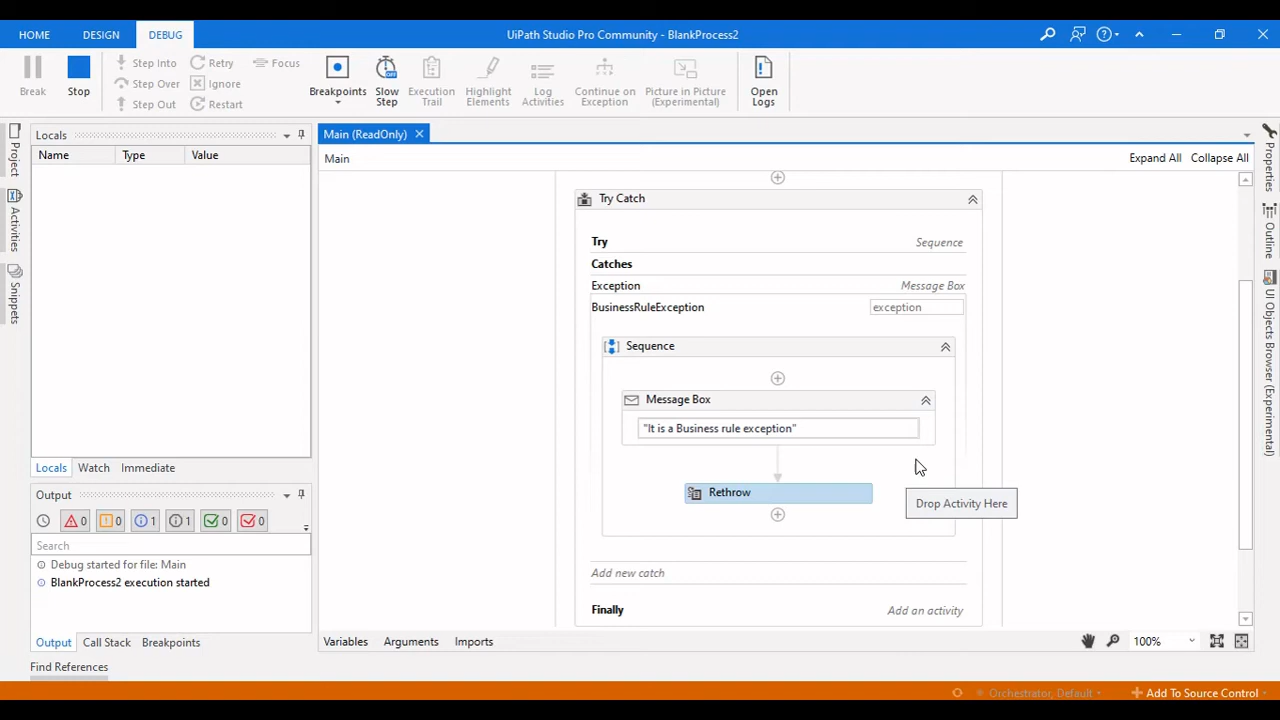 HOME DESIGN DEBUG UiPath Studio Pro Community - BlankProcess2
Break
Stop
Step Into
Step Over
Step Out
Retry
Ignore
Restart
Focus
Breakpoints
Slow Step
Execution Trail
Highlight Elements
Log Activities
Continue on Exception
Picture in Picture (Experimental)
Open Logs
Project
Activities
Snippets
Locals
Name Type Value
Locals Watch Immediate
Output
0 0 1 1 0 0
Search
Debug started for file: Main
BlankProcess2 execution started
Output Call Stack Breakpoints
Find References
Main (ReadOnly)
Main Expand All Collapse All
Try Catch
Try Sequence
Catches
Exception Message Box
BusinessRuleException exception
Sequence
Message Box
"It is a Business rule exception"
Rethrow
Drop Activity Here
Add new catch
Finally Add an activity
Variables Arguments Imports 100%
Properties
Outline
UI Objects Browser (Experimental)
Orchestrator, Default Add To Source Control